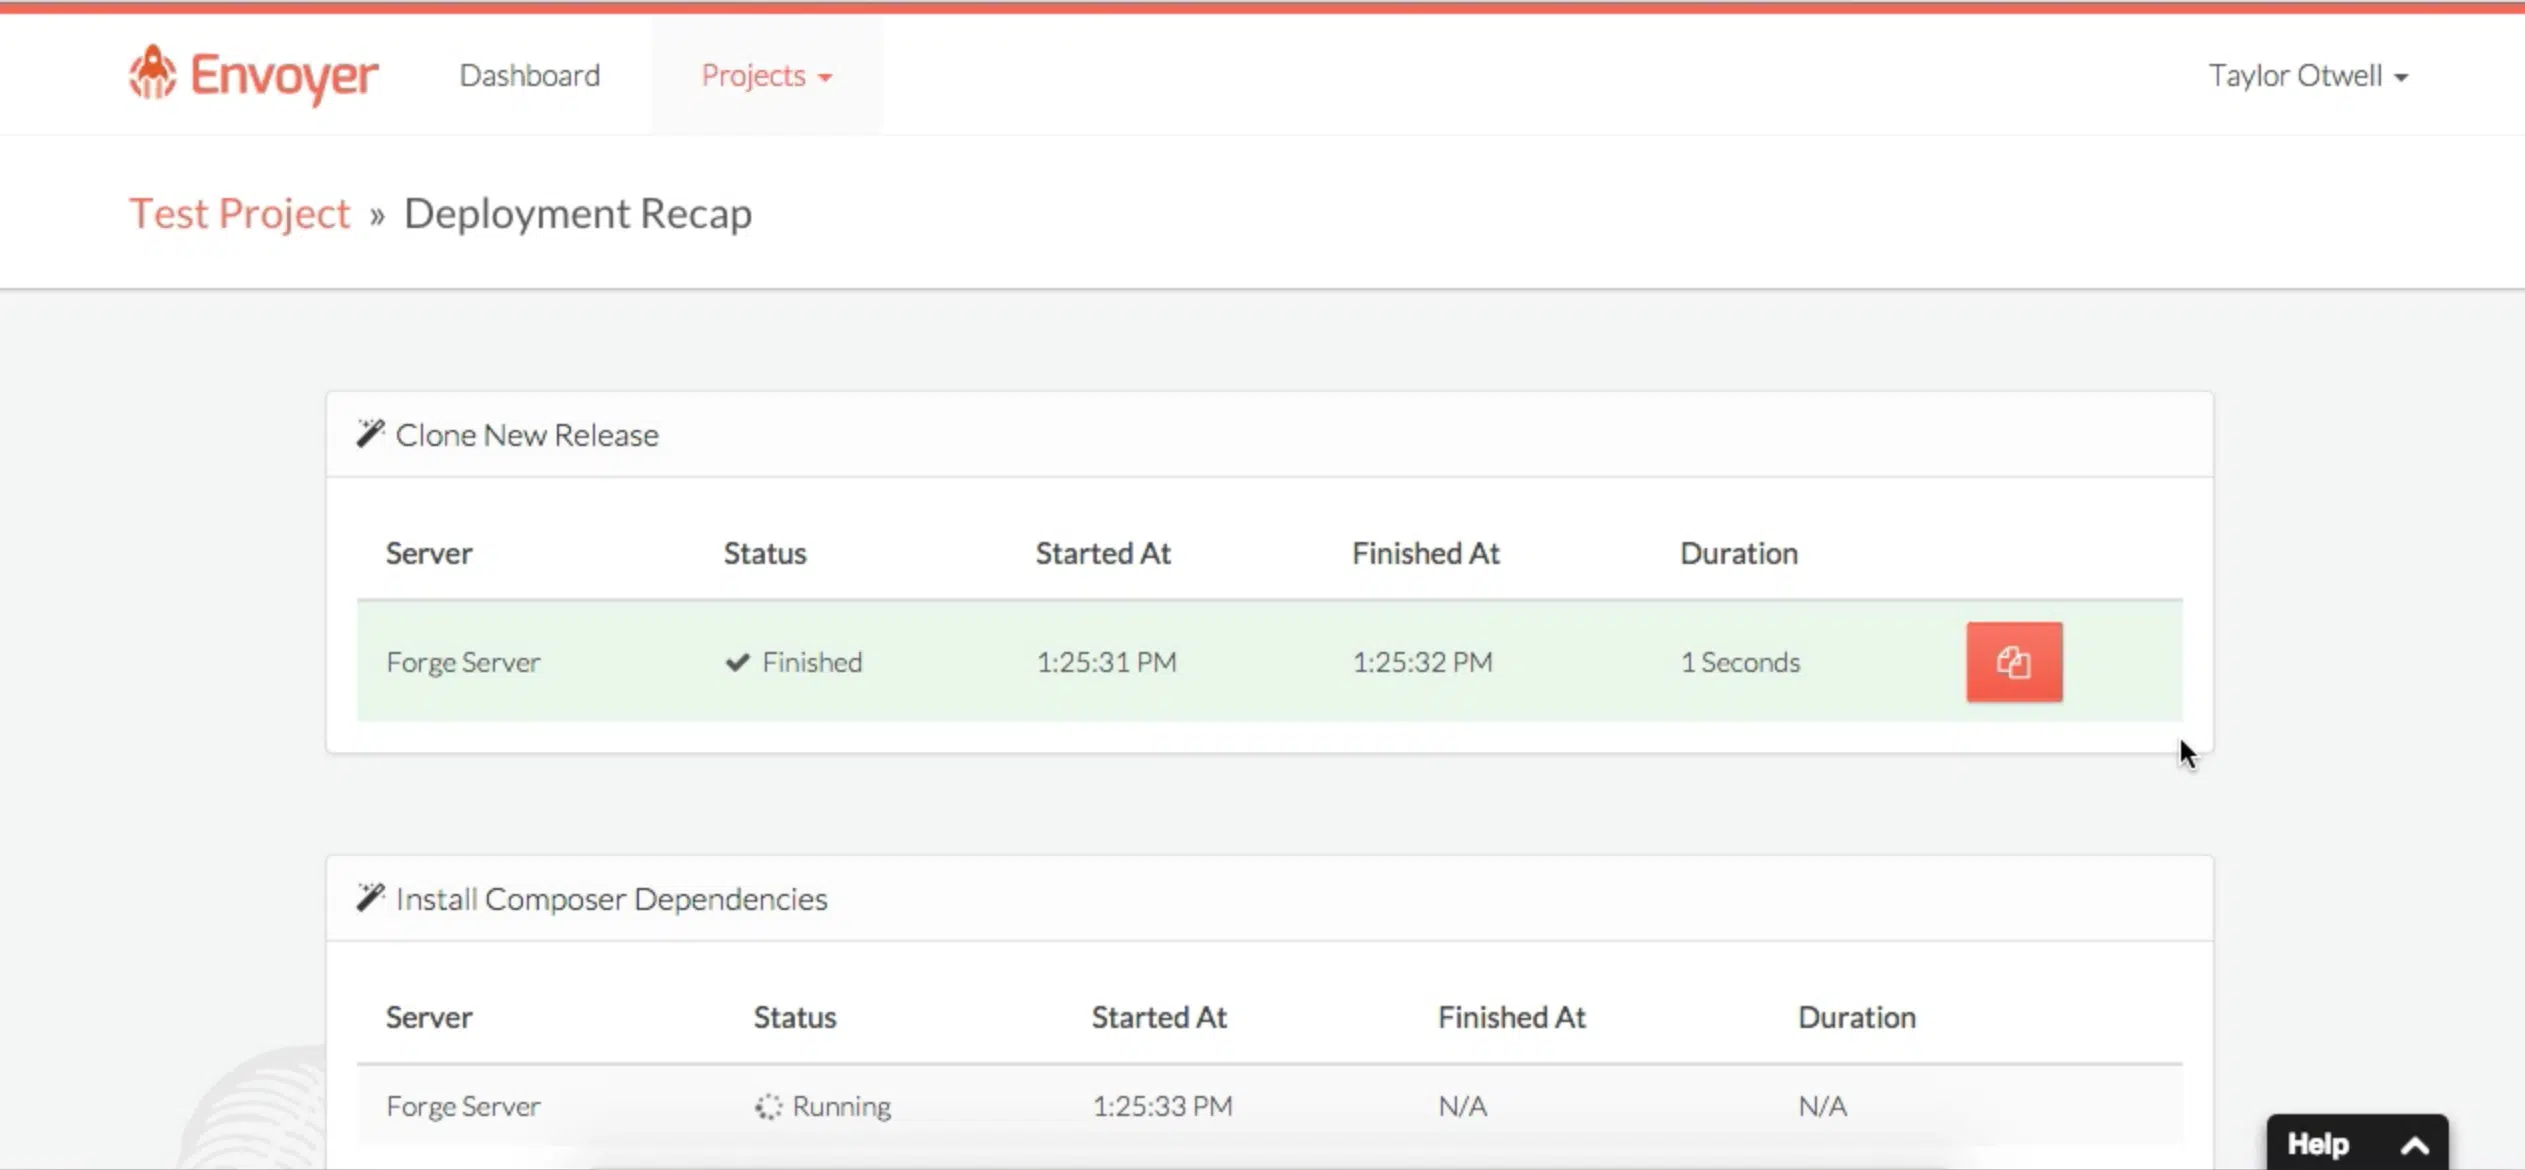 Envoyer Dashboard Projects Taylor Otwell
Test Project » Deployment Recap
Clone New Release
Server Status Started At Finished At Duration
Forge Server Finished 1:25:31 PM 1:25:32 PM 1 Seconds
Install Composer Dependencies
Server Status Started At Finished At Duration
Forge Server Running 1:25:33 PM N/A N/A
Help